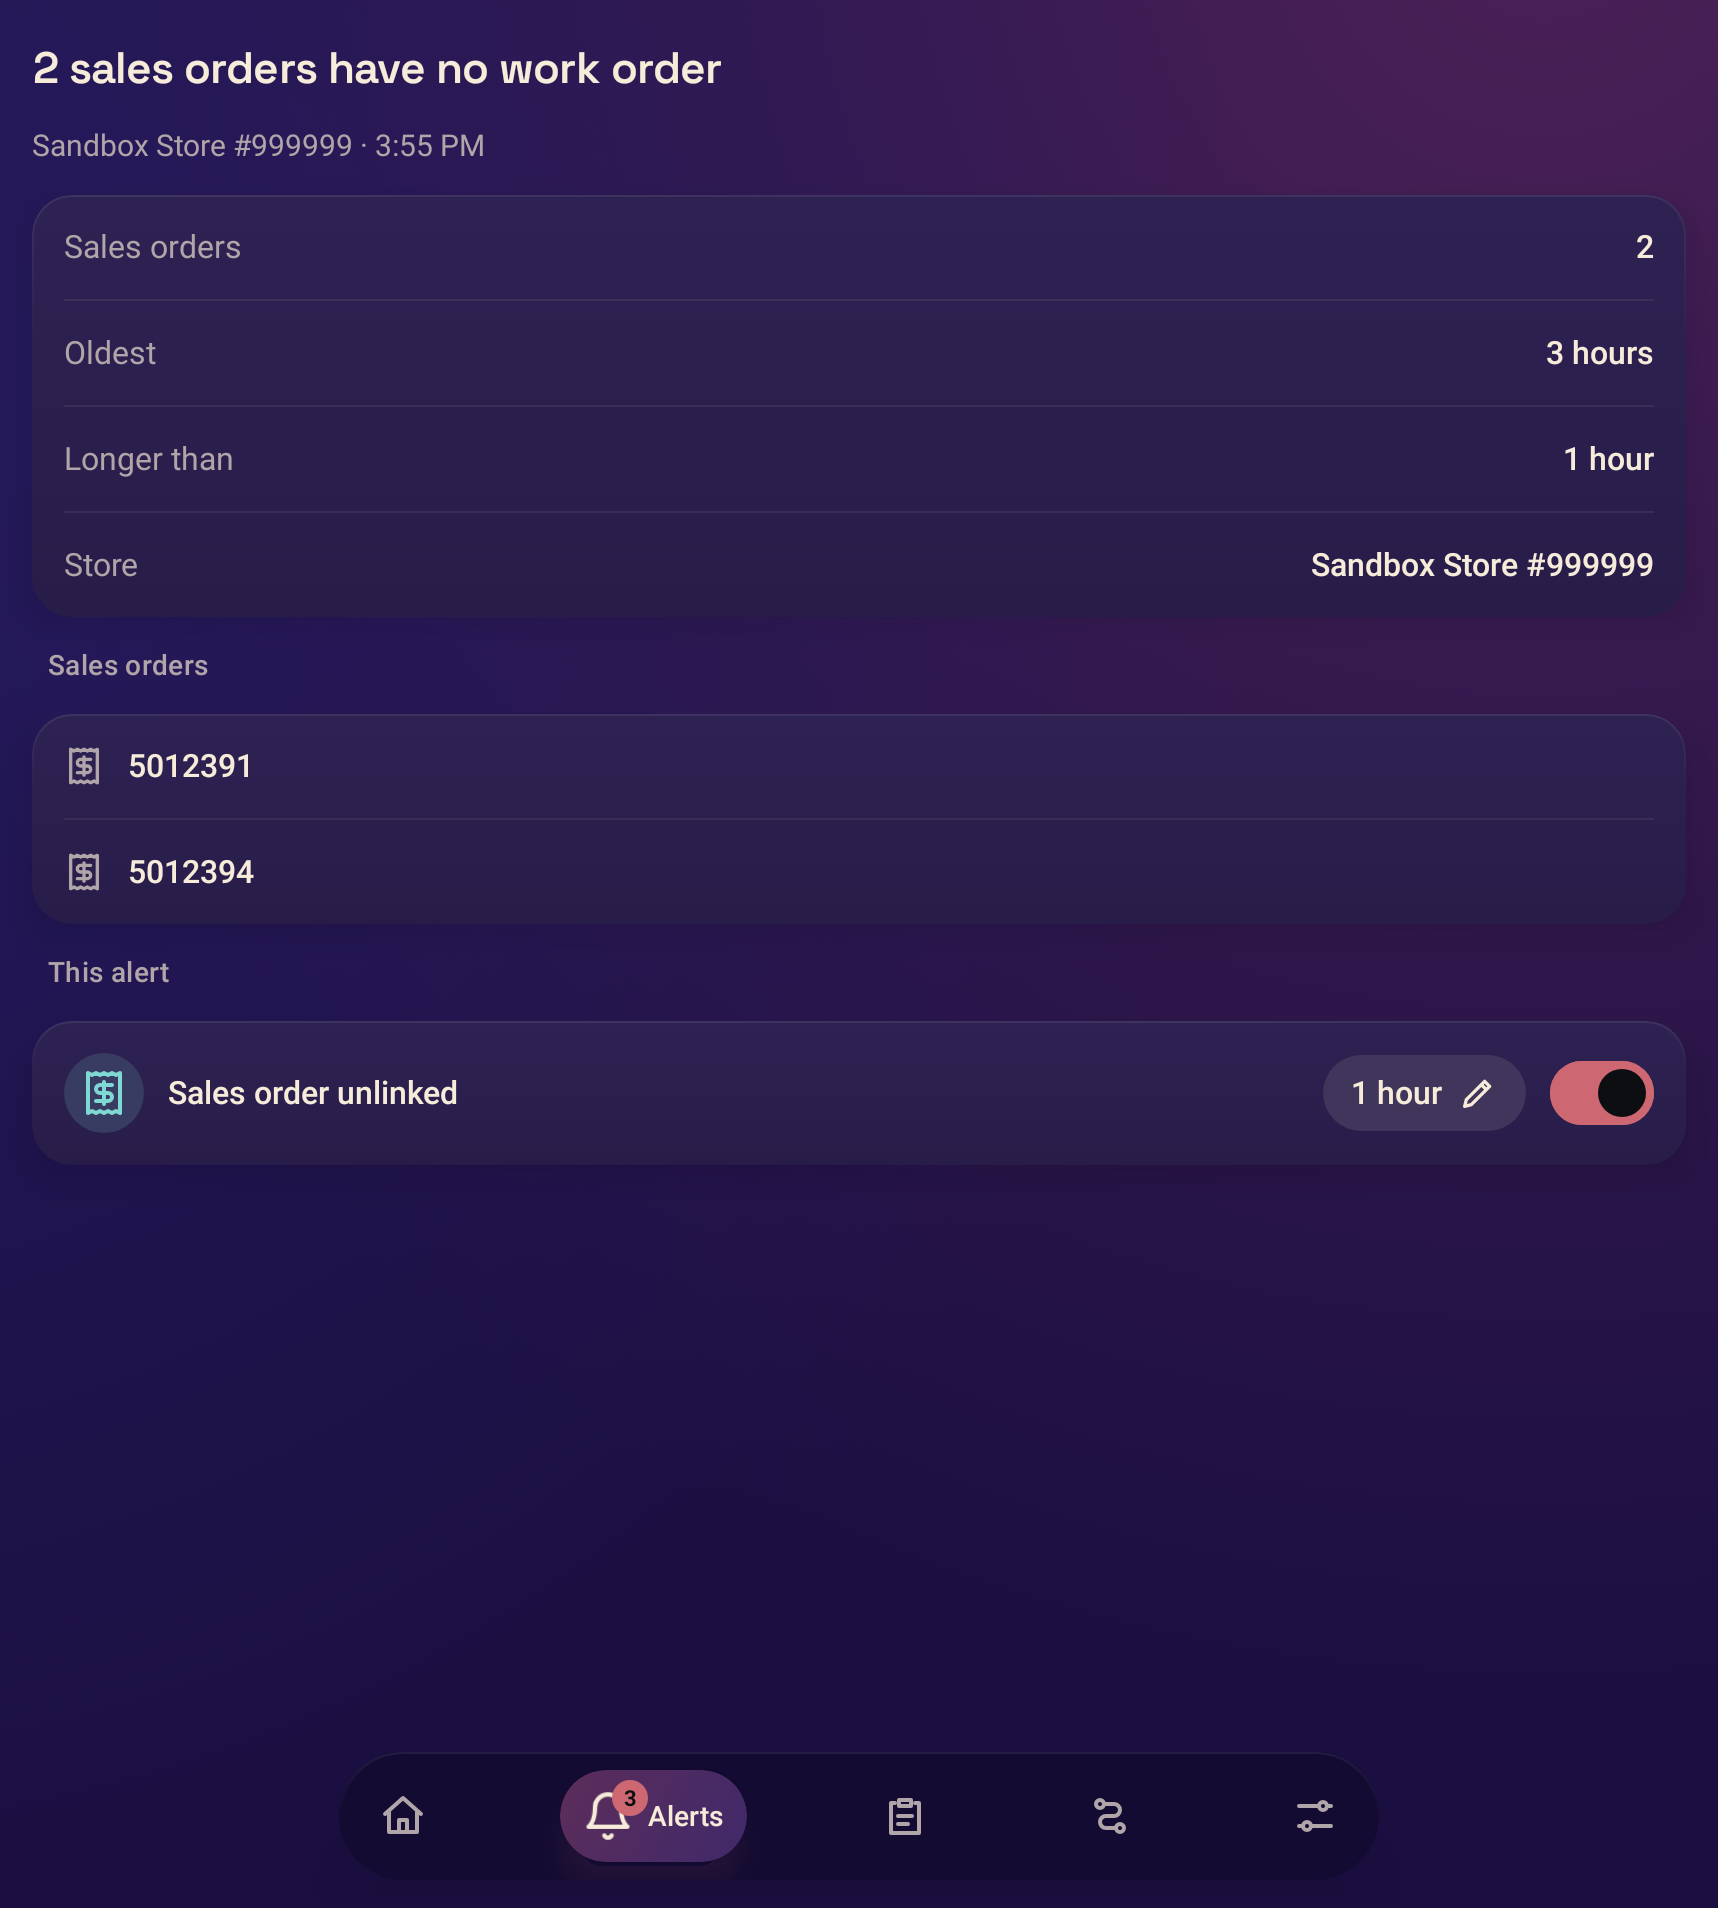 2 sales orders have no work order
Sandbox Store #999999 · 3:55 PM
Sales orders 2
Oldest 3 hours
Longer than 1 hour
Store Sandbox Store #999999
Sales orders
5012391
5012394
This alert
Sales order unlinked 1 hour
3
Alerts